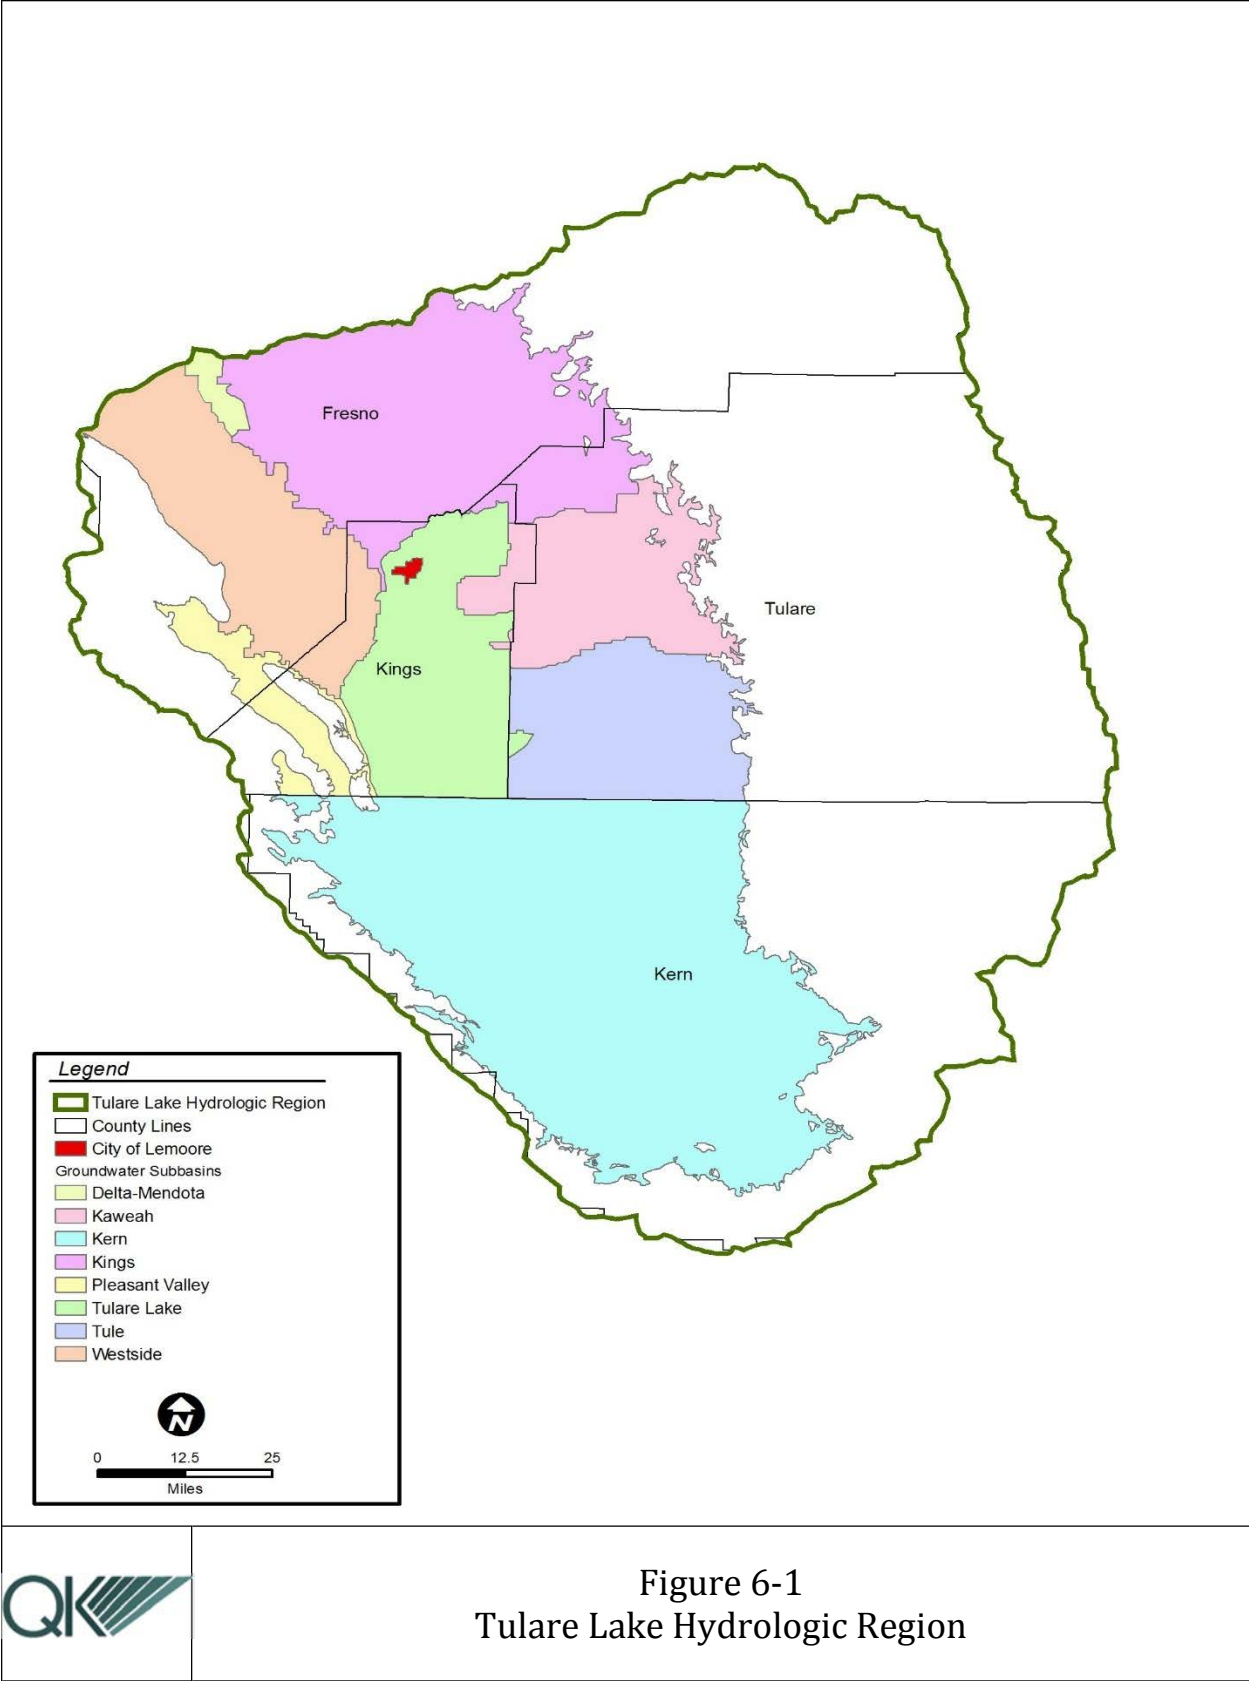 Fresno
Tulare
Kings
Kern
Legend
Tulare Lake Hydrologic Region
County Lines
City of Lemoore
Groundwater Subbasins
Delta-Mendota
Kaweah
Kern
Kings
Pleasant Valley
Tulare Lake
Tule
Westside
N
0 12.5 25
Miles
QK
Figure 6-1
Tulare Lake Hydrologic Region